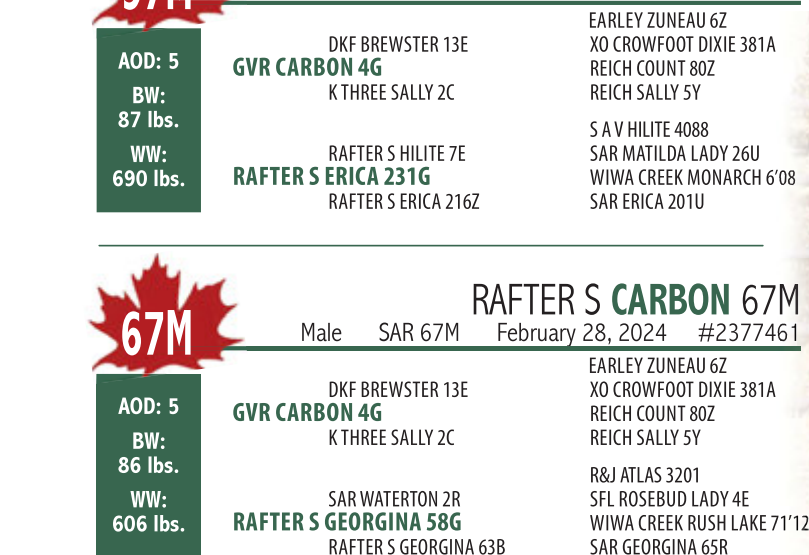 97M
AOD: 5
BW:
87 lbs.
WW:
690 lbs.
EARLEY ZUNEAU 6Z
DKF BREWSTER 13E
XO CROWFOOT DIXIE 381A
GVR CARBON 4G
REICH COUNT 80Z
K THREE SALLY 2C
REICH SALLY 5Y
S A V HILITE 4088
RAFTER S HILITE 7E
SAR MATILDA LADY 26U
RAFTER S ERICA 231G
WIWA CREEK MONARCH 6'08
RAFTER S ERICA 216Z
SAR ERICA 201U
67M
RAFTER S CARBON 67M
Male SAR 67M February 28, 2024 #2377461
AOD: 5
BW:
86 lbs.
WW:
606 lbs.
EARLEY ZUNEAU 6Z
DKF BREWSTER 13E
XO CROWFOOT DIXIE 381A
GVR CARBON 4G
REICH COUNT 80Z
K THREE SALLY 2C
REICH SALLY 5Y
R&J ATLAS 3201
SAR WATERTON 2R
SFL ROSEBUD LADY 4E
RAFTER S GEORGINA 58G
WIWA CREEK RUSH LAKE 71'12
RAFTER S GEORGINA 63B
SAR GEORGINA 65R